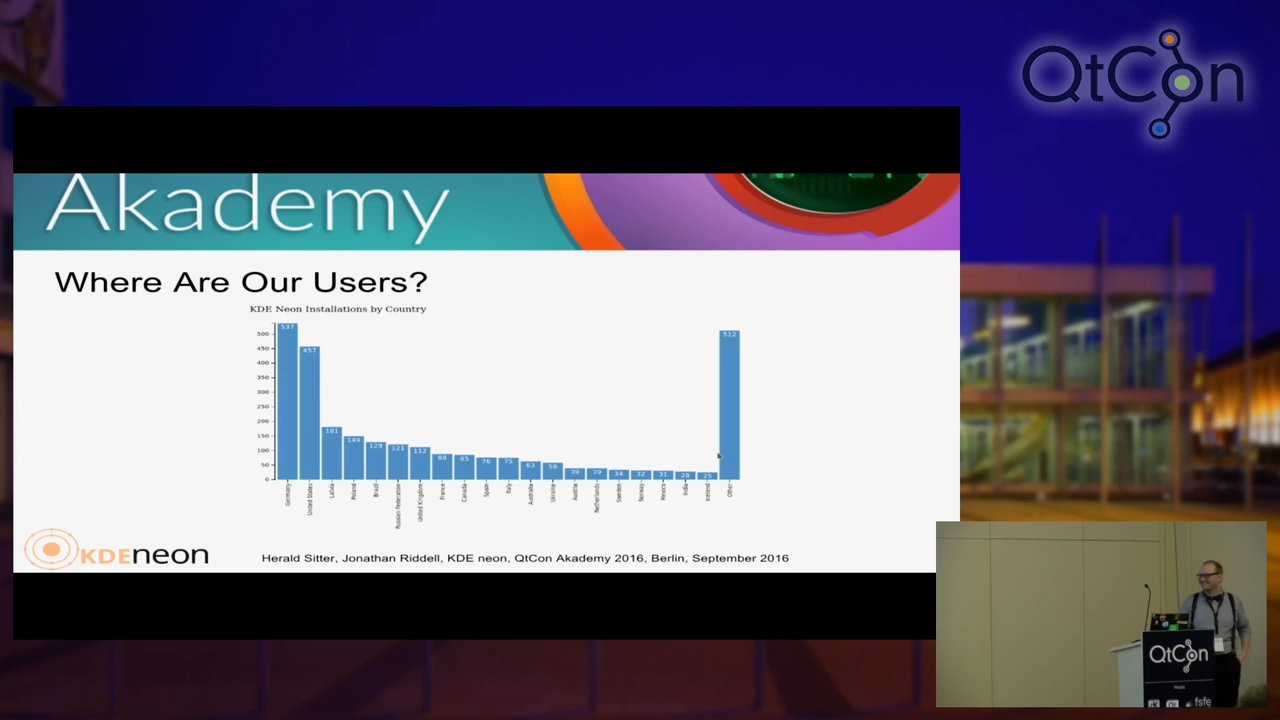 QtCon
Akademy
Where Are Our Users?
KDE Neon Installations by Country
500
450
400
350
300
250
200
150
100
50
0
537
457
181
149
129
121
112
88
85
76
75
63
58
39
39
34
32
31
28
25
512
Germany
United States
Latvia
Poland
Brazil
Russian Federation
United Kingdom
France
Canada
Spain
Italy
Australia
Ukraine
Austria
Netherlands
Sweden
Norway
Mexico
India
Iceland
Other
KDEneon
Herald Sitter, Jonathan Riddell, KDE neon, QtCon Akademy 2016, Berlin, September 2016
QtCon
Hosts
fsfe